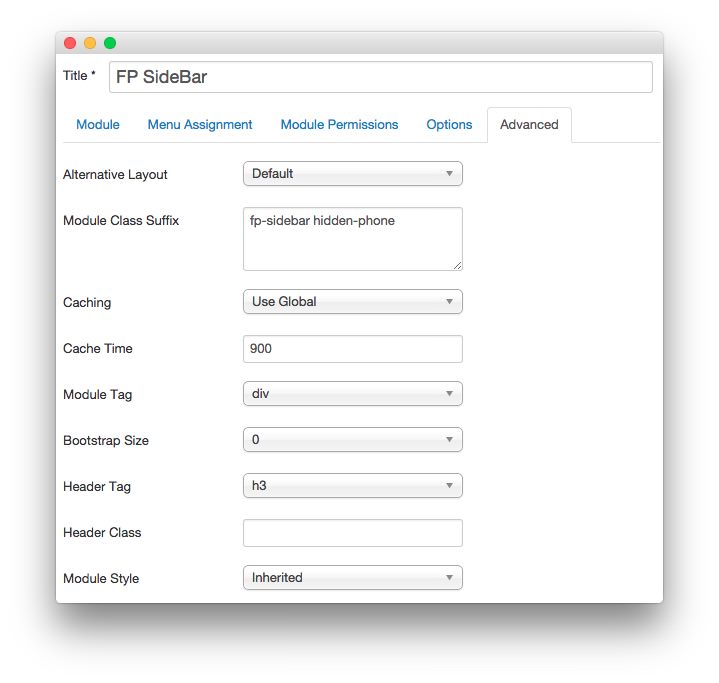 Title * FP SideBar
Module Menu Assignment Module Permissions Options Advanced
Alternative Layout Default
Module Class Suffix fp-sidebar hidden-phone
Caching Use Global
Cache Time 900
Module Tag div
Bootstrap Size 0
Header Tag h3
Header Class
Module Style Inherited